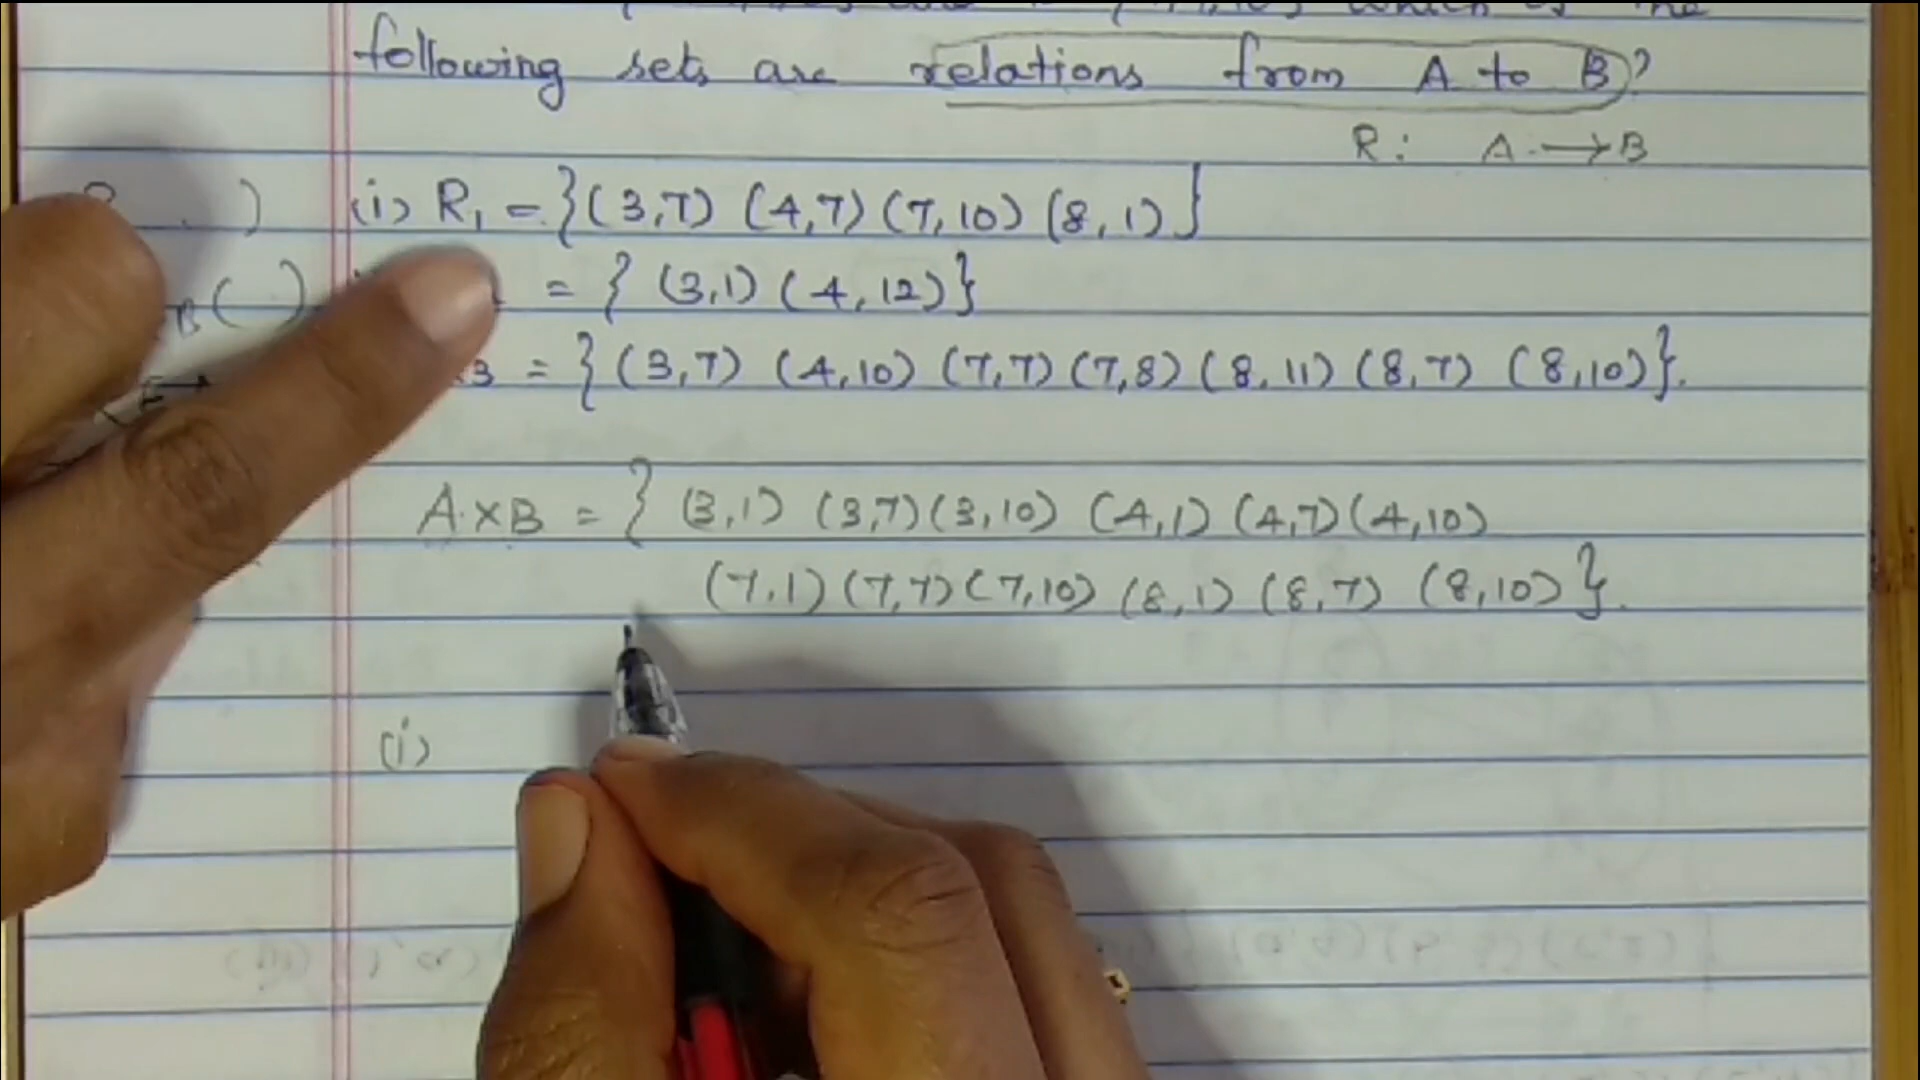 following sets are relations from A to B?
R: A → B
(i) R₁ = {(3,7) (4,7) (7,10) (8,1)}
= { (3,1) (4,12)}
3 = {(3,7) (4,10) (7,7) (7,8) (8,11) (8,7) (8,10)}.
A×B = { (3,1) (3,7) (3,10) (4,1) (4,7) (4,10)
(7,1) (7,7) (7,10) (8,1) (8,7) (8,10)}.
(i)